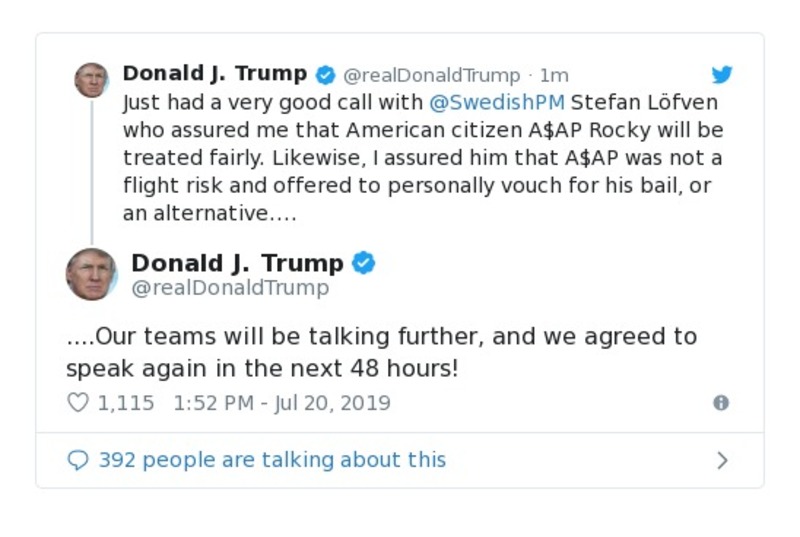 Donald J. Trump @realDonaldTrump · 1m
Just had a very good call with @SwedishPM Stefan Löfven
who assured me that American citizen A$AP Rocky will be
treated fairly. Likewise, I assured him that A$AP was not a
flight risk and offered to personally vouch for his bail, or
an alternative....
Donald J. Trump
@realDonaldTrump
....Our teams will be talking further, and we agreed to
speak again in the next 48 hours!
1,115 1:52 PM - Jul 20, 2019
392 people are talking about this